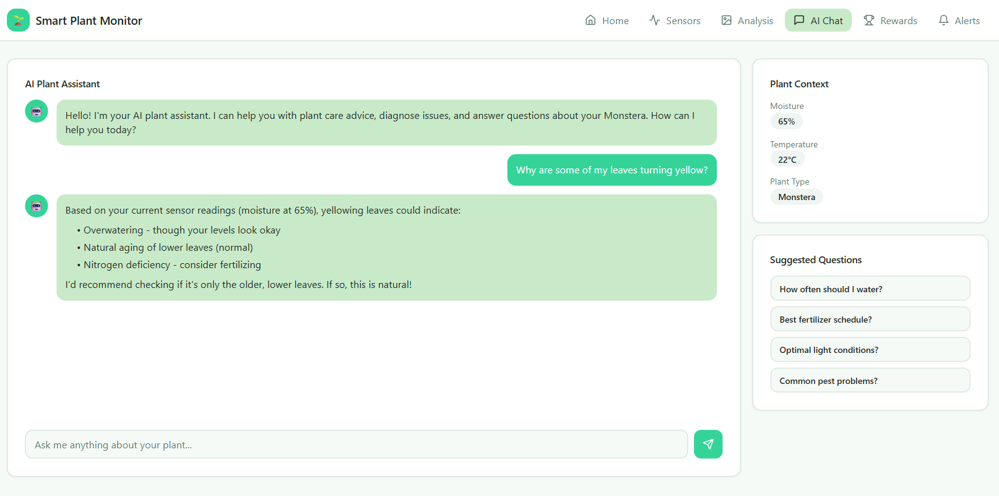 Smart Plant Monitor
Home
Sensors
Analysis
AI Chat
Rewards
Alerts
AI Plant Assistant
Hello! I'm your AI plant assistant. I can help you with plant care advice, diagnose issues, and answer questions about your Monstera. How can I
help you today?
Why are some of my leaves turning yellow?
Based on your current sensor readings (moisture at 65%), yellowing leaves could indicate:
• Overwatering - though your levels look okay
• Natural aging of lower leaves (normal)
• Nitrogen deficiency - consider fertilizing
I'd recommend checking if it's only the older, lower leaves. If so, this is natural!
Ask me anything about your plant...
Plant Context
Moisture
65%
Temperature
22°C
Plant Type
Monstera
Suggested Questions
How often should I water?
Best fertilizer schedule?
Optimal light conditions?
Common pest problems?